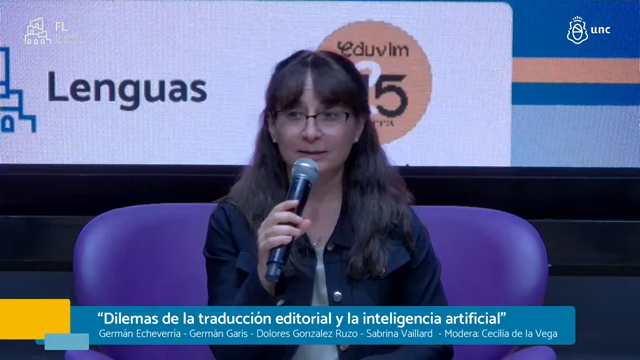 FL
unc
Lenguas
eduvim
15
“Dilemas de la traducción editorial y la inteligencia artificial”
Germán Echeverria - Germán Garis - Dolores Gonzalez Ruzo - Sabrina Vaillard - Modera: Cecilia de la Vega